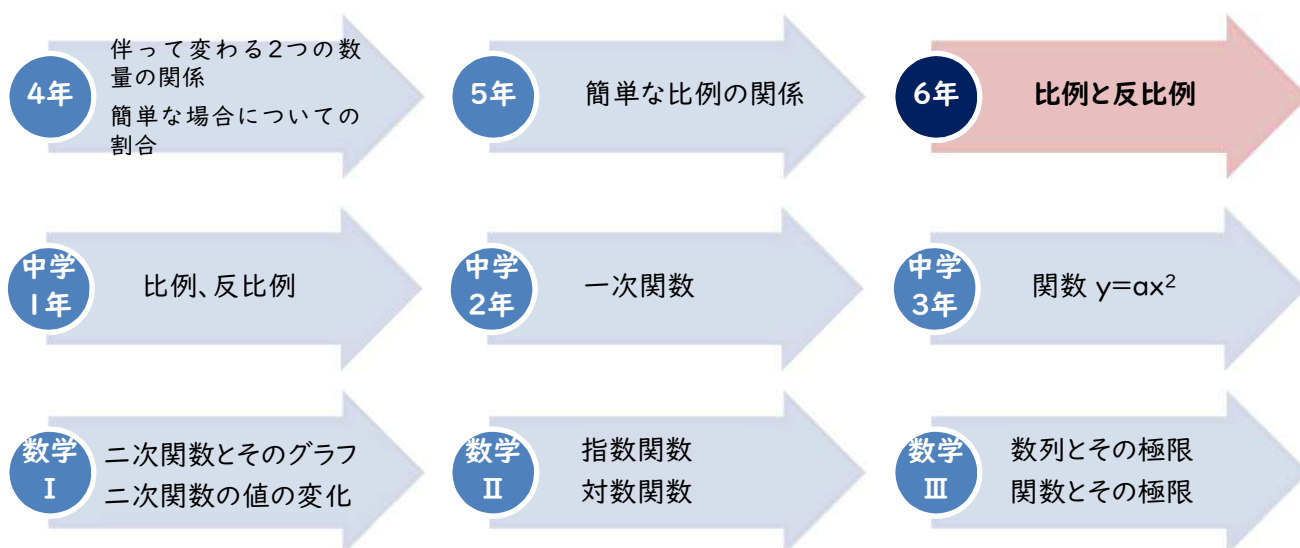 4年
伴って変わる2つの数
量の関係
簡単な場合についての
割合
5年
簡単な比例の関係
6年
比例と反比例
中学
1年
比例、反比例
中学
2年
一次関数
中学
3年
関数 y=ax²
数学
Ⅰ
二次関数とそのグラフ
二次関数の値の変化
数学
Ⅱ
指数関数
対数関数
数学
Ⅲ
数列とその極限
関数とその極限